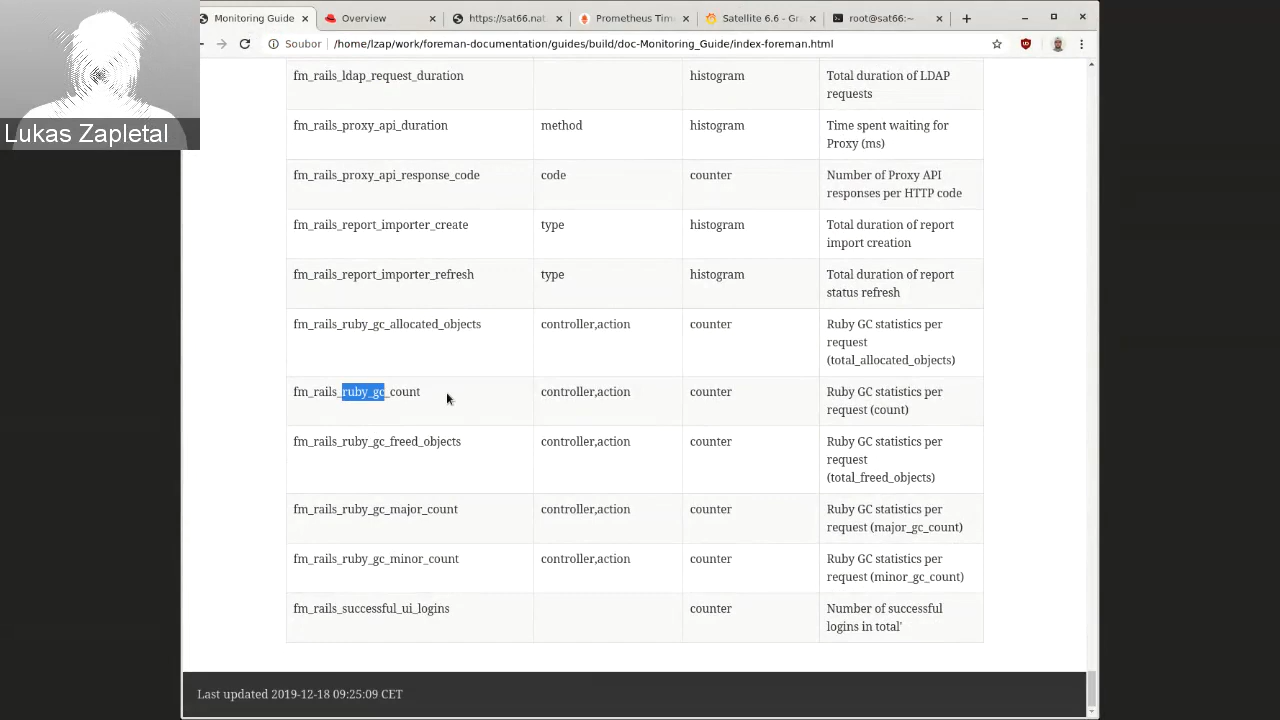 Monitoring Guide
Overview
https://sat66.nat
Prometheus Tim
Satellite 6.6 - Gr
root@sat66:~
Soubor
/home/lzap/work/foreman-documentation/guides/build/doc-Monitoring_Guide/index-foreman.html
Lukas Zapletal
fm_rails_ldap_request_duration histogram Total duration of LDAP
requests
fm_rails_proxy_api_duration method histogram Time spent waiting for
Proxy (ms)
fm_rails_proxy_api_response_code code counter Number of Proxy API
responses per HTTP code
fm_rails_report_importer_create type histogram Total duration of report
import creation
fm_rails_report_importer_refresh type histogram Total duration of report
status refresh
fm_rails_ruby_gc_allocated_objects controller,action counter Ruby GC statistics per
request
(total_allocated_objects)
fm_rails_ruby_gc_count controller,action counter Ruby GC statistics per
request (count)
fm_rails_ruby_gc_freed_objects controller,action counter Ruby GC statistics per
request
(total_freed_objects)
fm_rails_ruby_gc_major_count controller,action counter Ruby GC statistics per
request (major_gc_count)
fm_rails_ruby_gc_minor_count controller,action counter Ruby GC statistics per
request (minor_gc_count)
fm_rails_successful_ui_logins counter Number of successful
logins in total'
Last updated 2019-12-18 09:25:09 CET